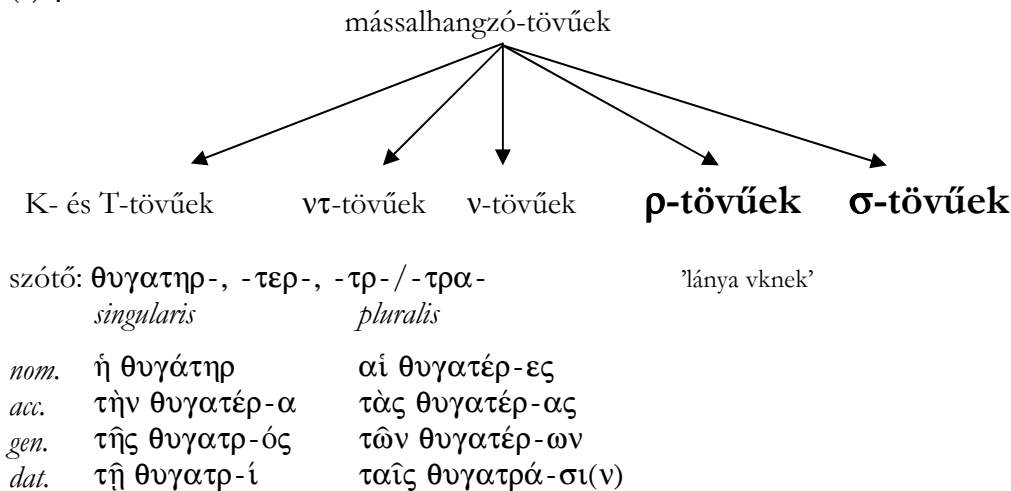 mássalhangzó-tövűek
K- és T-tövűek ντ-tövűek ν-tövűek ρ-tövűek σ-tövűek
szótő: θυγατηρ-, -τερ-, -τρ-/-τρα- 'lánya vknek'
singularis pluralis
nom. ἡ θυγάτηρ αἱ θυγατέρ-ες
acc. τὴν θυγατέρ-α τὰς θυγατέρ-ας
gen. τῆς θυγατρ-ός τῶν θυγατέρ-ων
dat. τῇ θυγατρ-ί ταῖς θυγατρά-σι(ν)